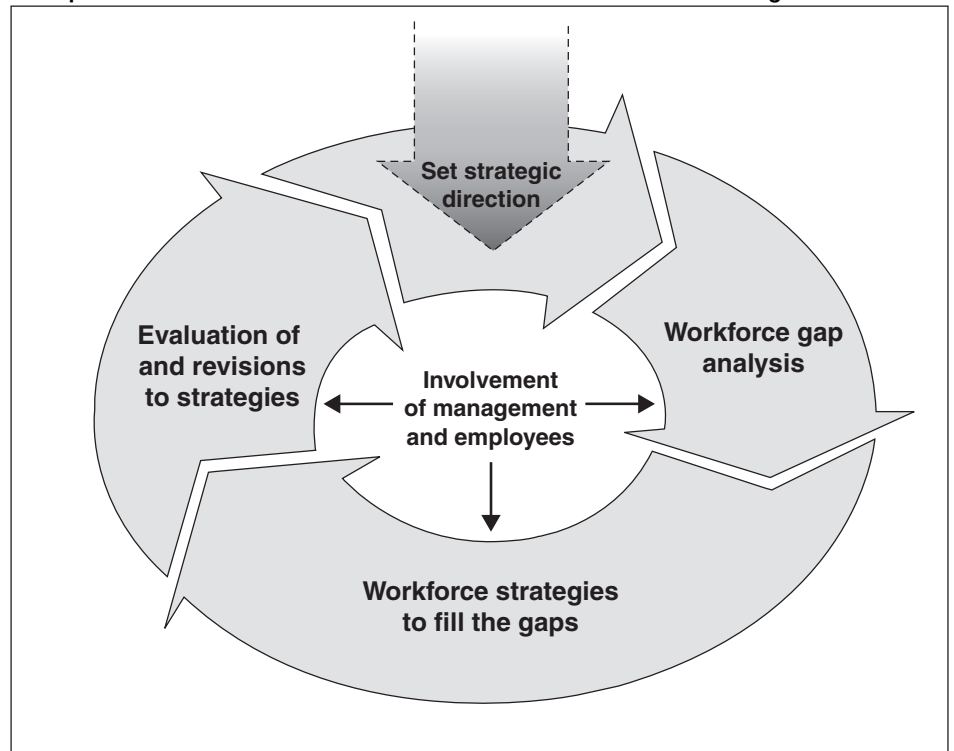 Set strategic
direction
Workforce gap
analysis
Evaluation of
and revisions
to strategies
Involvement
of management
and employees
Workforce strategies
to fill the gaps